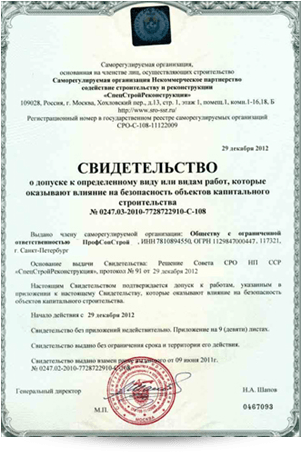 Саморегулируемая организация,
основанная на членстве лиц, осуществляющих строительство
Саморегулируемая организация Некоммерческое партнерство
содействие строительству и реконструкции
«СпецСтройРеконструкция»
109028, Россия, г. Москва, Хохловский пер., д.13, стр. 1, этаж 1, помещ.1, комн.1-16,18, Б
http://www.sro-ssr.ru/
Регистрационный номер в государственном реестре саморегулируемых организаций
СРО-С-108-11122009
29 декабря 2012
СВИДЕТЕЛЬСТВО
о допуске к определенному виду или видам работ, которые
оказывают влияние на безопасность объектов капитального
строительства
№ 0247.03-2010-7728722910-С-108
Выдано члену саморегулируемой организации: Обществу с ограниченной
ответственностью ПрофСонСтрой, ИНН 7810894550, ОГРН 1129847000447, 117321,
г. Санкт-Петербург
Основание выдачи Свидетельства: Решение Совета СРО НП ССР
«СпецСтройРеконструкция», протокол № 91 от 29 декабря 2012
Настоящим Свидетельством подтверждается допуск к работам, указанным в
приложении к настоящему Свидетельству, которые оказывают влияние на безопасность
объектов капитального строительства.
Начало действия с 29 декабря 2012
Свидетельство без приложений недействительно. Приложение на 9 (девяти) листах.
Свидетельство выдано без ограничения срока и территории его действия.
Свидетельство выдано взамен ранее выданного от 09 июня 2011г.
№ 0247.02-2010-7728722910-С-108
Генеральный директор
Н.А. Шапов
М.П.
0467093